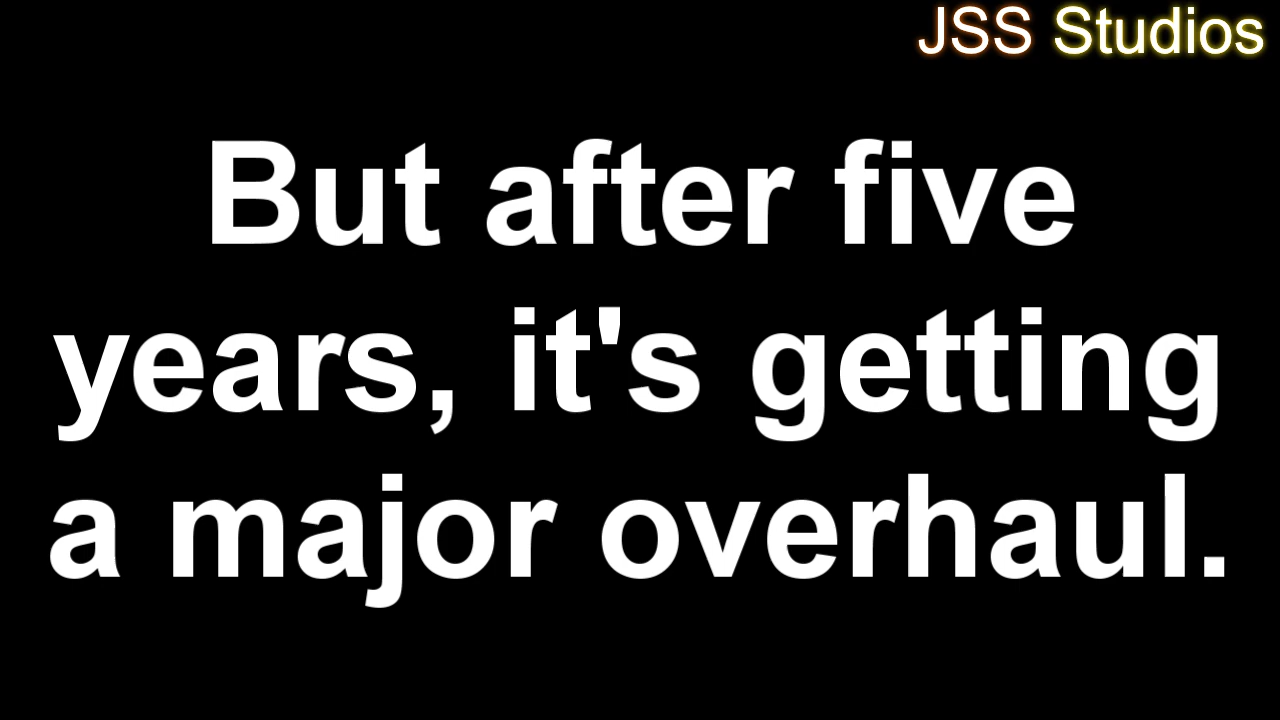 JSS Studios
But after five
years, it's getting
a major overhaul.